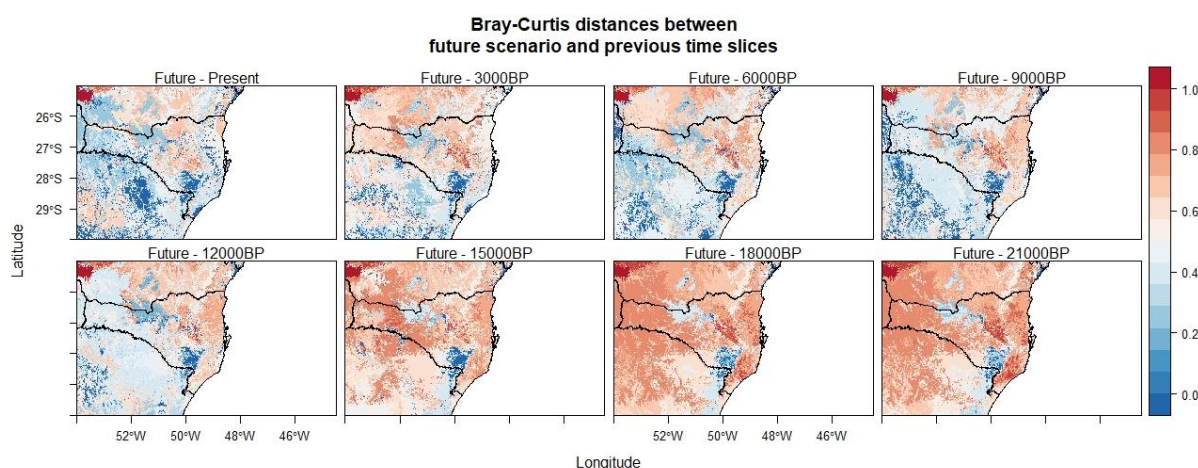 Bray-Curtis distances between
future scenario and previous time slices
Future - Present
Future - 3000BP
Future - 6000BP
Future - 9000BP
26°S
27°S
28°S
29°S
1.0
0.8
0.6
0.4
0.2
0.0
Latitude
Future - 12000BP
Future - 15000BP
Future - 18000BP
Future - 21000BP
52°W 50°W 48°W 46°W
52°W 50°W 48°W 46°W
Longitude